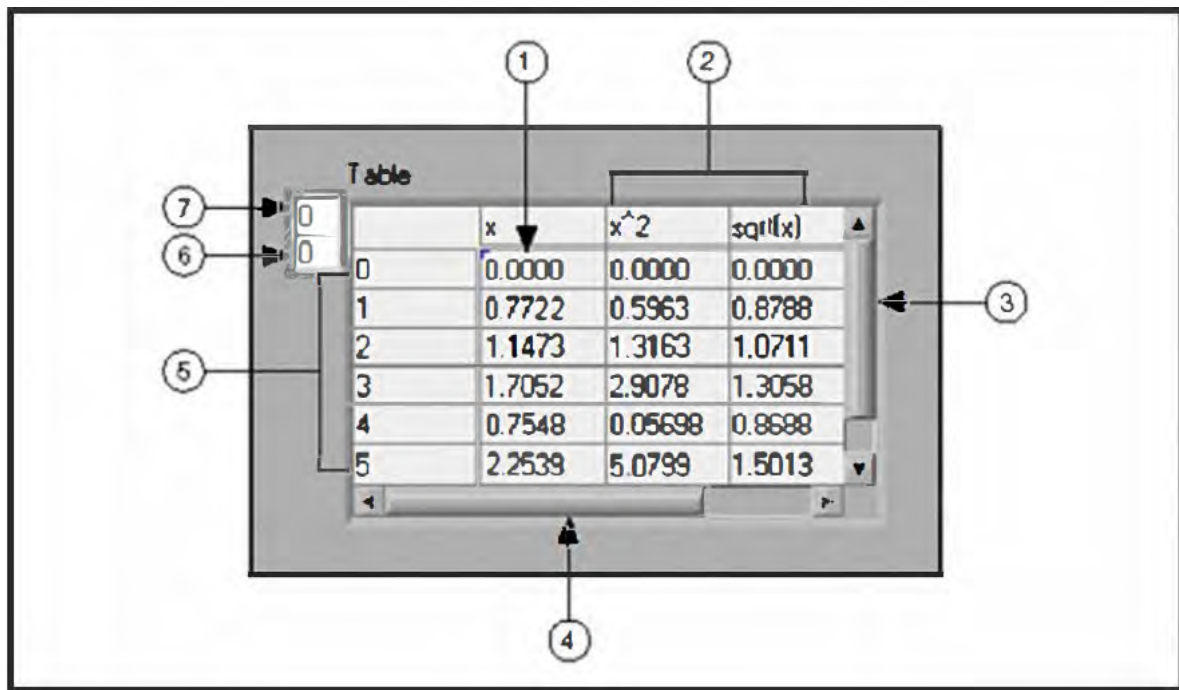 1 2
Table
7
0
x x^2 sqrt(x)
6
0
0 0.0000 0.0000 0.0000
1 0.7722 0.5963 0.8788
3
2 1.1473 1.3163 1.0711
5
3 1.7052 2.9078 1.3058
4 0.7548 0.05698 0.8688
5 2.2539 5.0799 1.5013
4